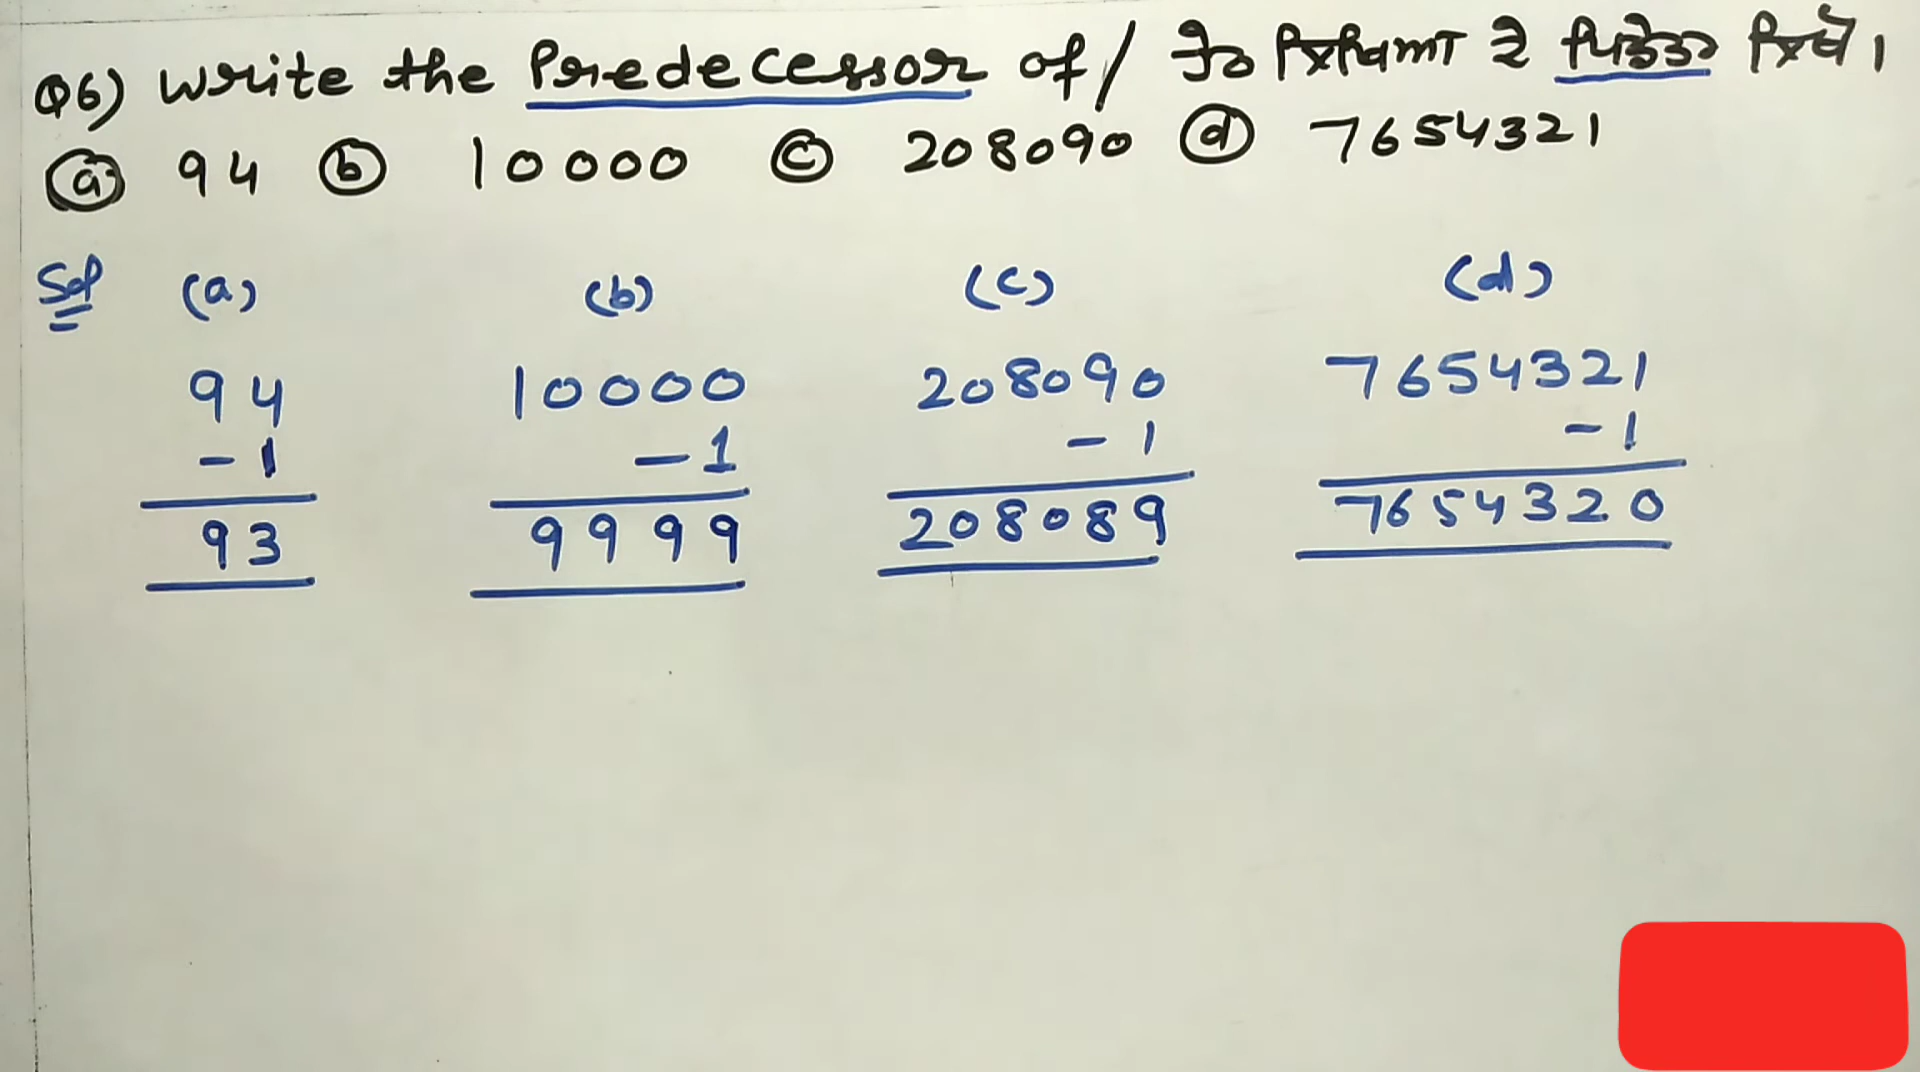 Q6) Write the Predecessor of / ਹੇਠ ਲਿਖਿਆਂ ਦੇ ਪਿਛੇਤਰ ਲਿਖੋ।
(a) 94 (b) 10000 (c) 208090 (d) 7654321
Sol (a) (b) (c) (d)
94 10000 208090 7654321
- 1 - 1 - 1 - 1
93 9999 208089 7654320